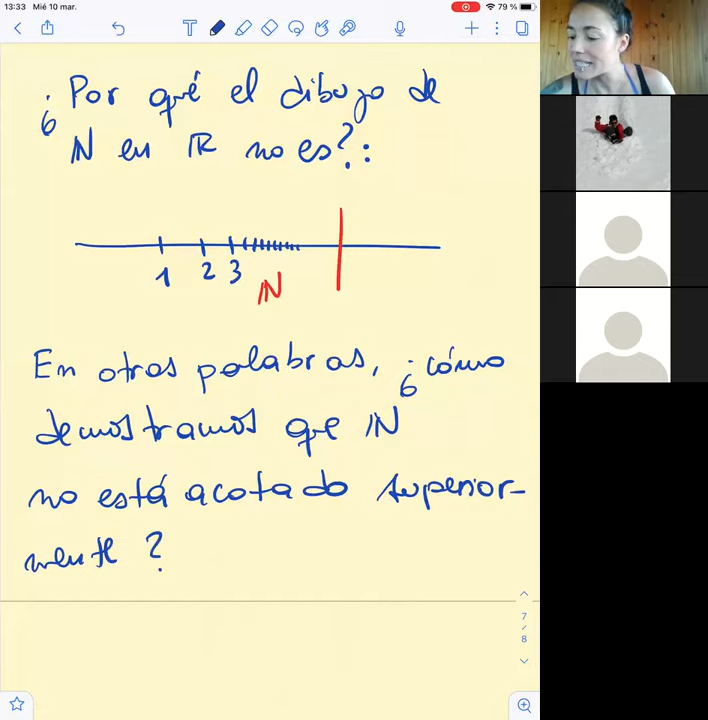 13:33 Mié 10 mar.
79 %
T
¿Por qué el dibujo de
ℕ en ℝ no es?:
1 2 3
ℕ
En otras palabras, ¿cómo
demostramos que ℕ
no está acotado superior-
mente?
7
/
8